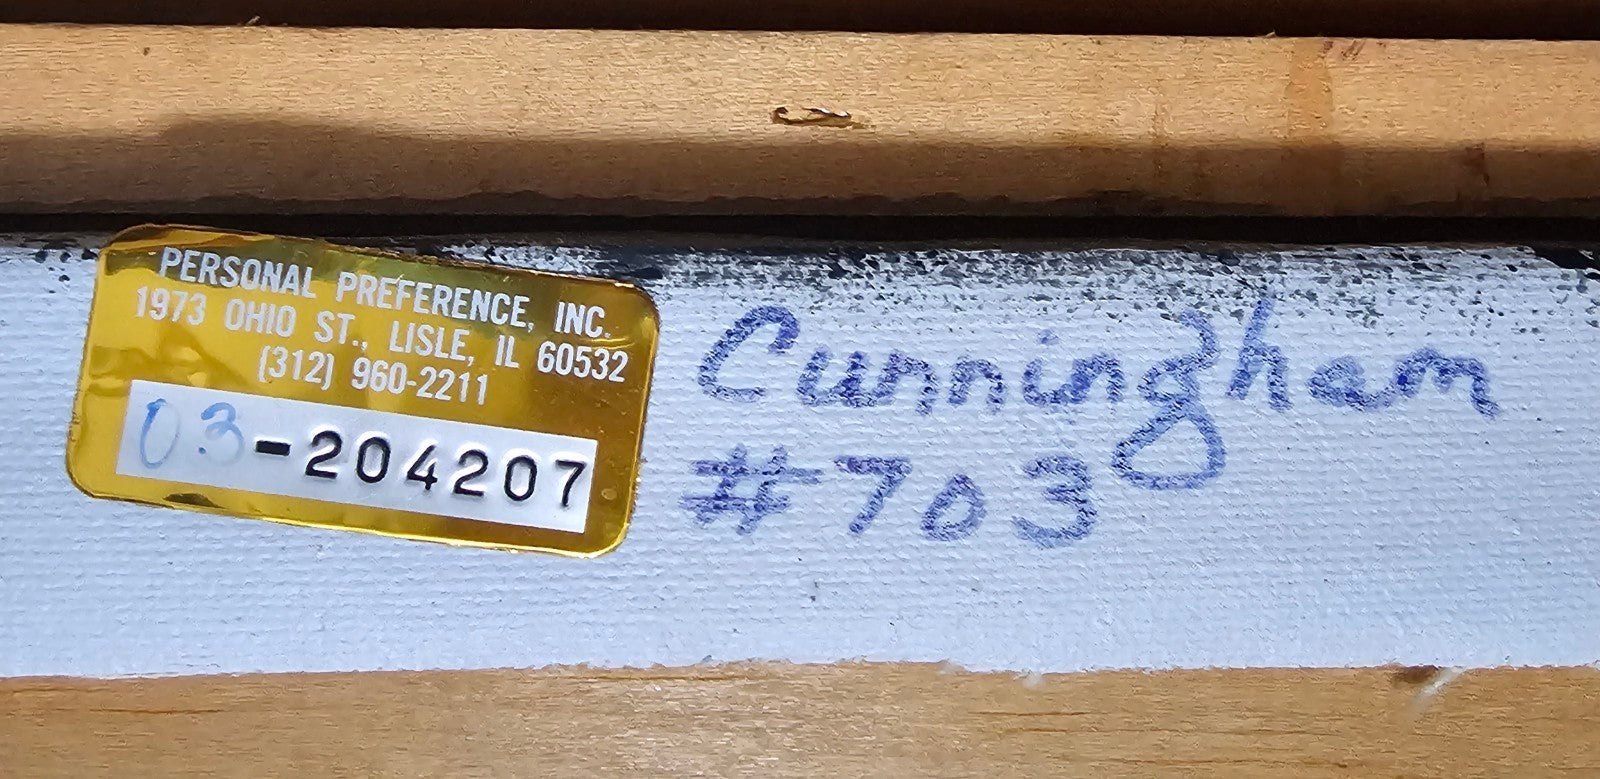 PERSONAL PREFERENCE, INC.
1973 OHIO ST., LISLE, IL 60532
(312) 960-2211
03-204207
Cunningham
#703